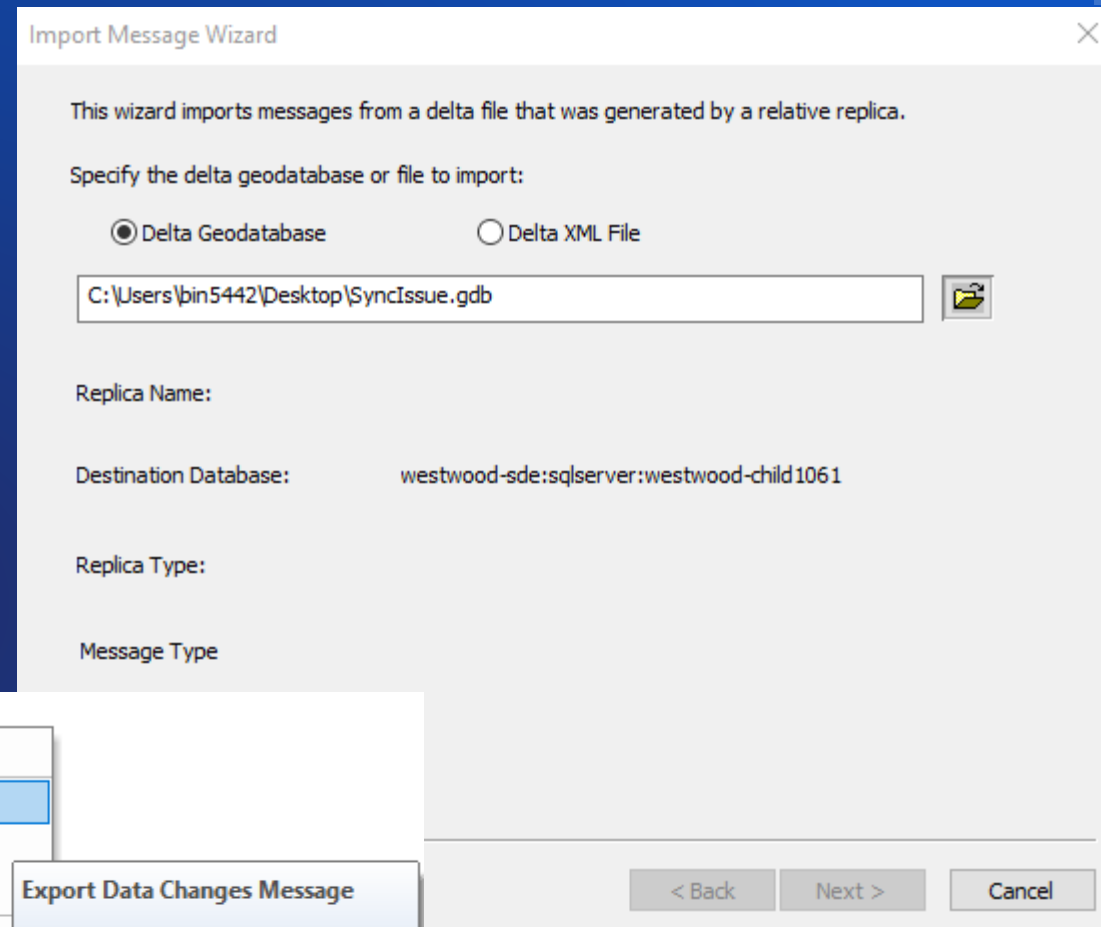 Import Message Wizard
This wizard imports messages from a delta file that was generated by a relative replica.
Specify the delta geodatabase or file to import:
Delta Geodatabase Delta XML File
C:\Users\bin5442\Desktop\SyncIssue.gdb
Replica Name:
Destination Database: westwood-sde:sqlserver:westwood-child1061
Replica Type:
Message Type
Export Data Changes Message
< Back Next > Cancel